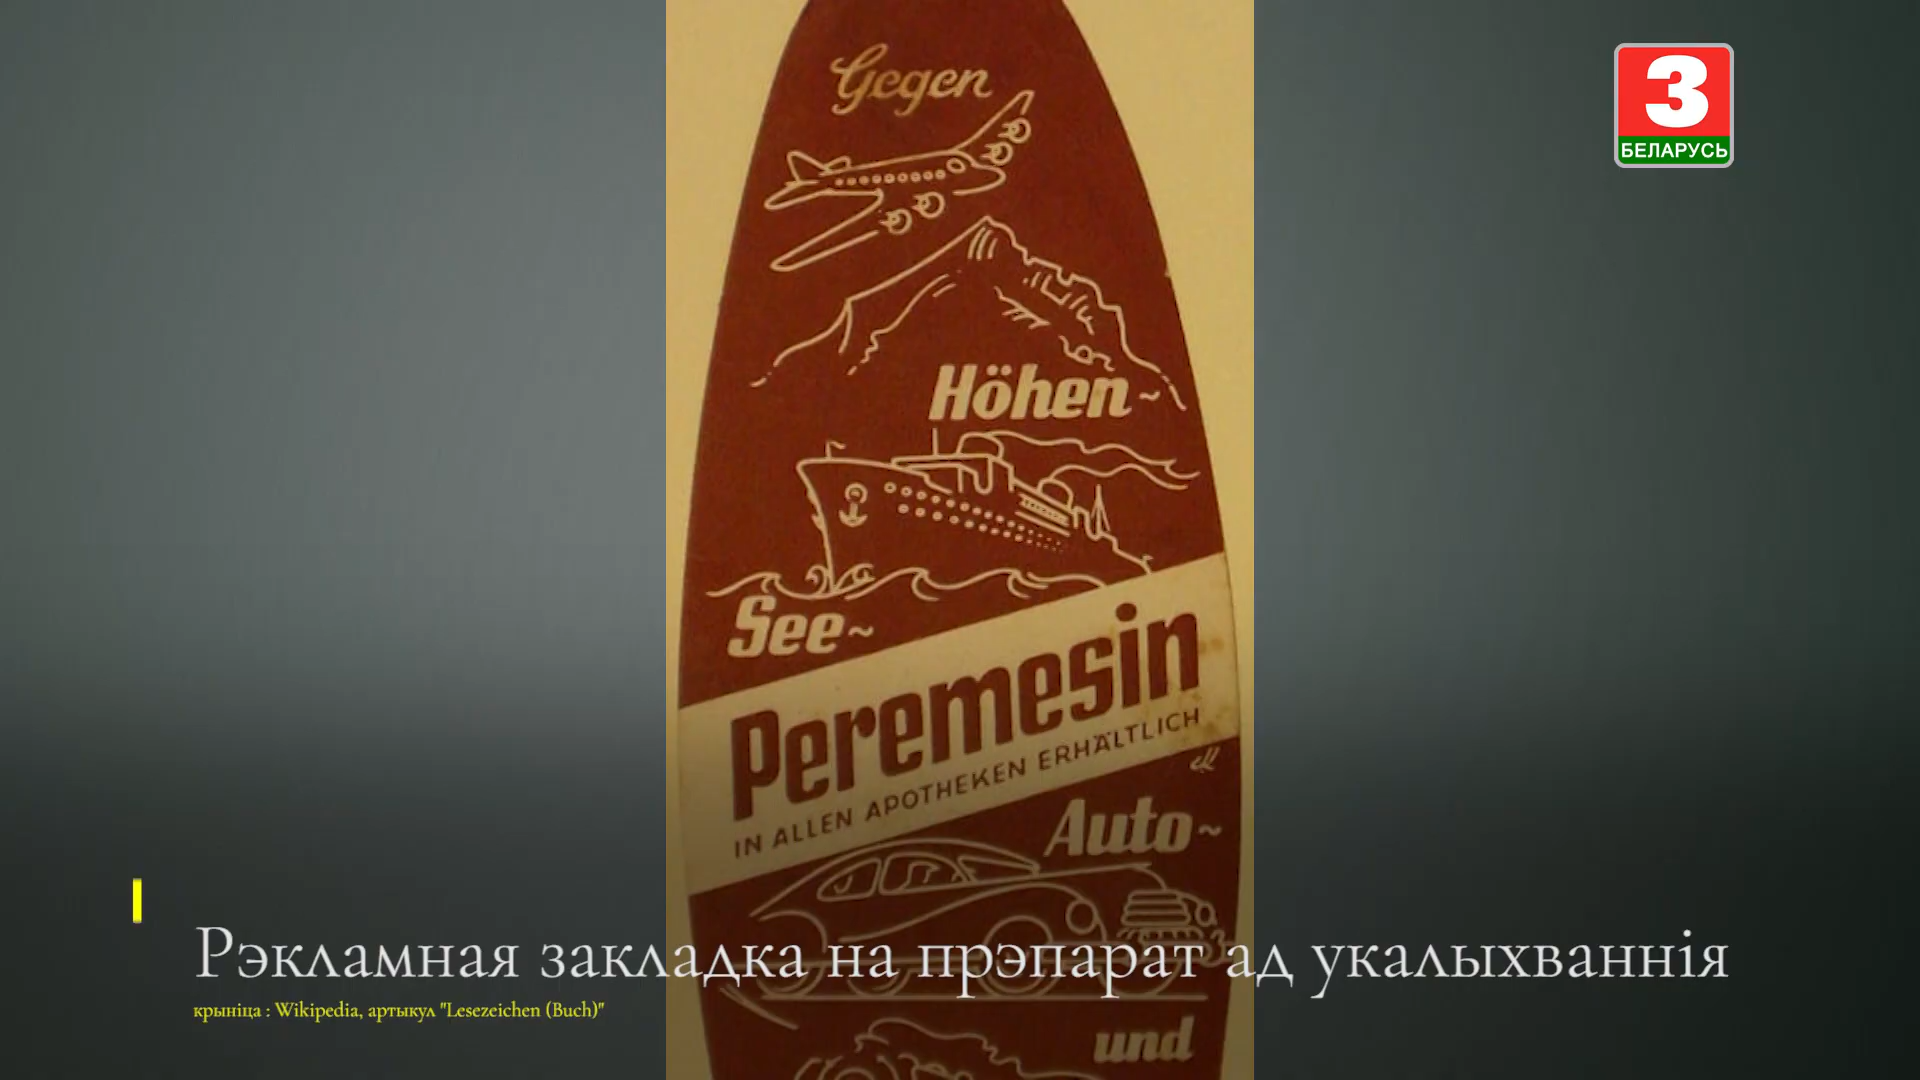 Gegen
3
БЕЛАРУСЬ
Höhen~
See~
Peremesin
IN ALLEN APOTHEKEN ERHÄLTLICH
Auto~
Рэкламная закладка на прэпарат ад укалыхваннія
крыніца : Wikipedia, артыкул "Lesezeichen (Buch)"
und